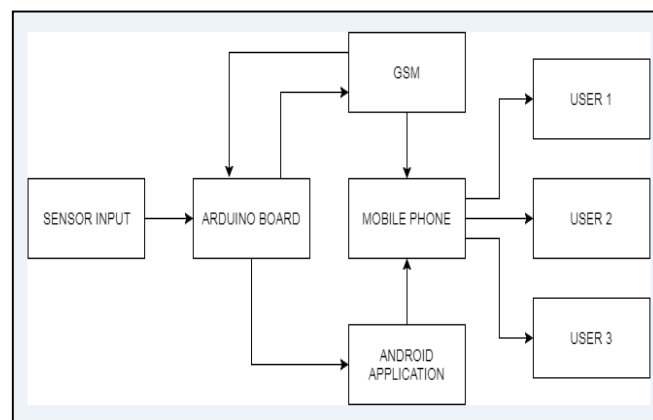 GSM
USER 1
SENSOR INPUT
ARDUINO BOARD
MOBILE PHONE
USER 2
ANDROID
APPLICATION
USER 3